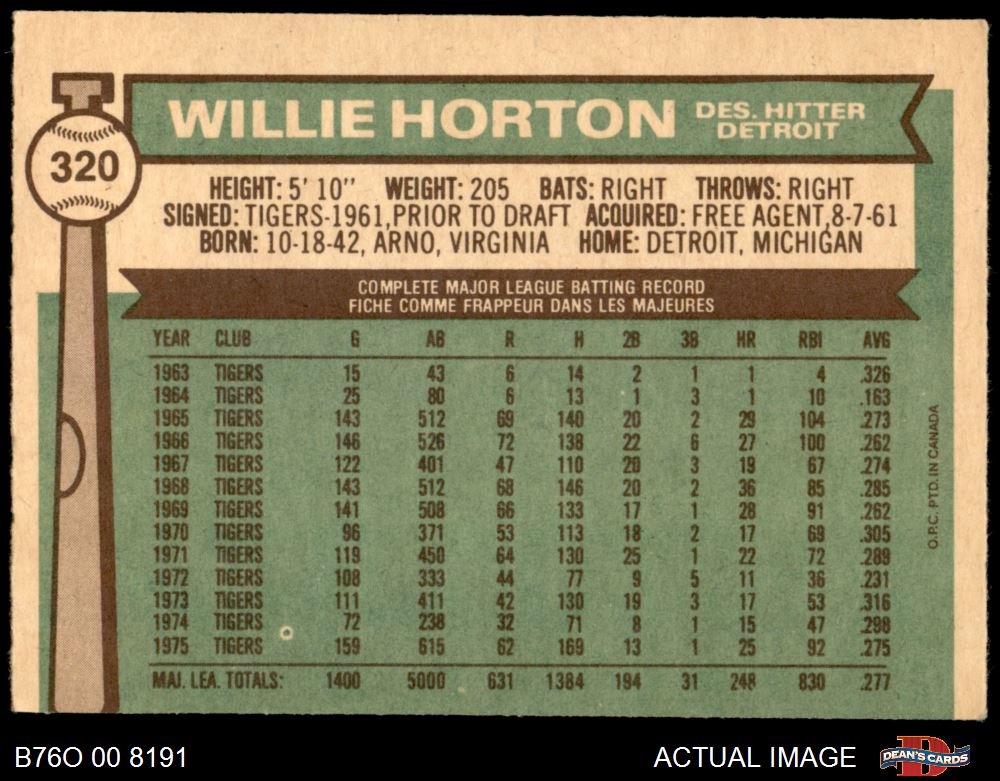 WILLIE HORTON DES. HITTER DETROIT
320
HEIGHT: 5' 10" WEIGHT: 205 BATS: RIGHT THROWS: RIGHT
SIGNED: TIGERS-1961, PRIOR TO DRAFT ACQUIRED: FREE AGENT, 8-7-61
BORN: 10-18-42, ARNO, VIRGINIA HOME: DETROIT, MICHIGAN
COMPLETE MAJOR LEAGUE BATTING RECORD
FICHE COMME FRAPPEUR DANS LES MAJEURES
YEAR CLUB G AB R H 2B 3B HR RBI AVG
1963 TIGERS 15 43 6 14 2 1 1 4 .326
1964 TIGERS 25 80 6 13 1 3 1 10 .163
1965 TIGERS 143 512 69 140 20 2 29 104 .273
1966 TIGERS 146 526 72 138 22 6 27 100 .262
1967 TIGERS 122 401 47 110 20 3 19 67 .274
1968 TIGERS 143 512 68 146 20 2 36 85 .285
1969 TIGERS 141 508 66 133 17 1 28 91 .262
1970 TIGERS 96 371 53 113 18 2 17 69 .305
1971 TIGERS 119 450 64 130 25 1 22 72 .289
1972 TIGERS 108 333 44 77 9 5 11 36 .231
1973 TIGERS 111 411 42 130 19 3 17 53 .316
1974 TIGERS 72 238 32 71 8 1 15 47 .298
1975 TIGERS 159 615 62 169 13 1 25 92 .275
MAJ. LEA. TOTALS: 1400 5000 631 1384 194 31 248 830 .277
O.P.C. PTD. IN CANADA
B76O 00 8191
ACTUAL IMAGE
DEAN'S CARDS